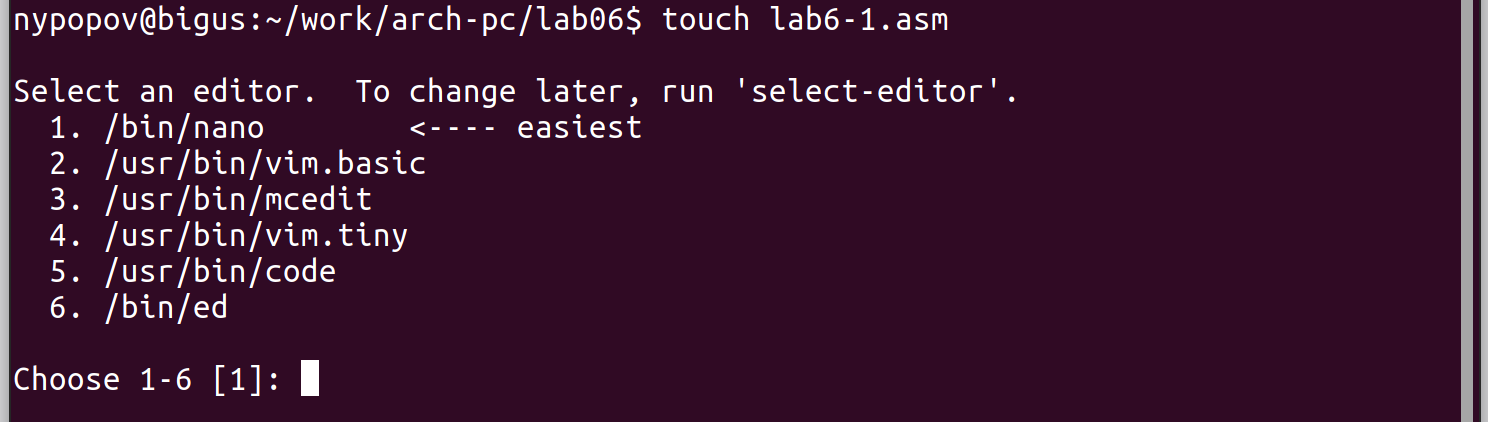 nypopov@bigus:~/work/arch-pc/lab06$ touch lab6-1.asm
Select an editor.  To change later, run 'select-editor'.
  1. /bin/nano        <---- easiest
  2. /usr/bin/vim.basic
  3. /usr/bin/mcedit
  4. /usr/bin/vim.tiny
  5. /usr/bin/code
  6. /bin/ed
Choose 1-6 [1]: